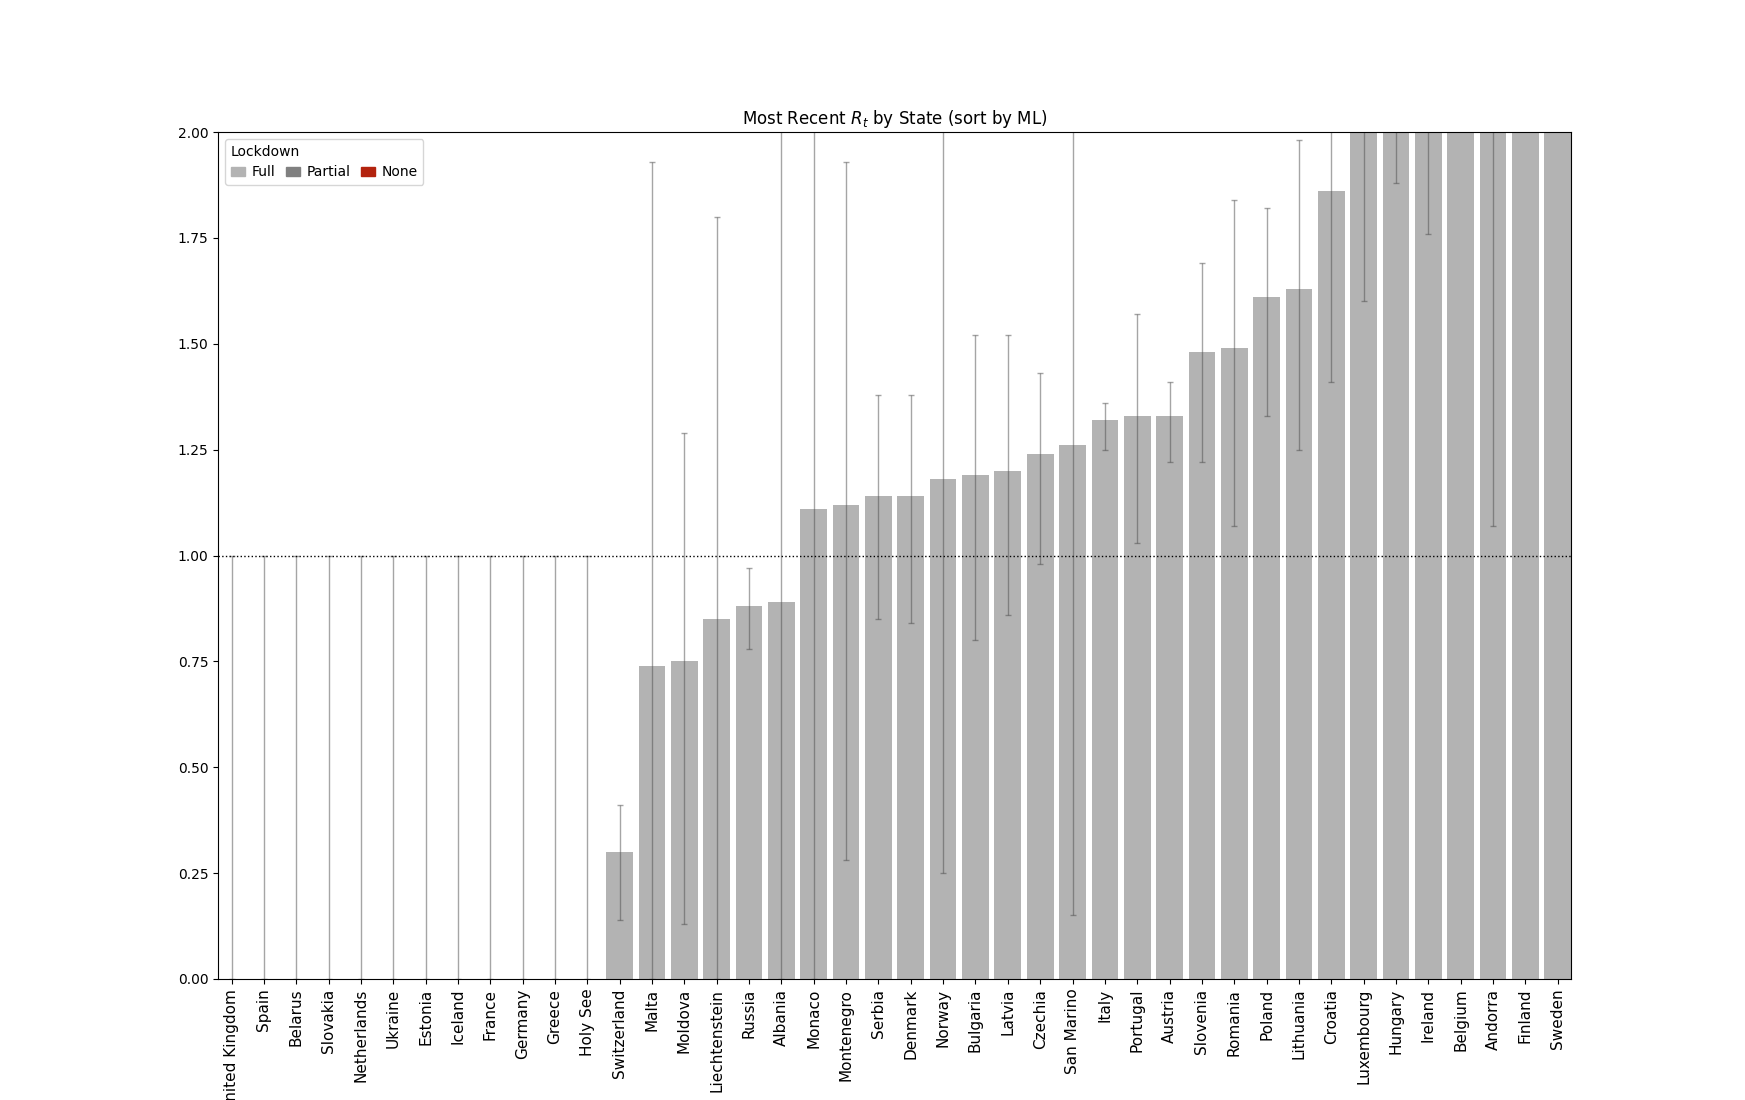 Most Recent R_t by State (sort by ML)
2.00
1.75
1.50
1.25
1.00
0.75
0.50
0.25
0.00
Lockdown
Full Partial None
nited Kingdom
Spain
Belarus
Slovakia
Netherlands
Ukraine
Estonia
Iceland
France
Germany
Greece
Holy See
Switzerland
Malta
Moldova
Liechtenstein
Russia
Albania
Monaco
Montenegro
Serbia
Denmark
Norway
Bulgaria
Latvia
Czechia
San Marino
Italy
Portugal
Austria
Slovenia
Romania
Poland
Lithuania
Croatia
Luxembourg
Hungary
Ireland
Belgium
Andorra
Finland
Sweden